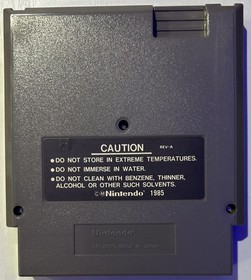 CAUTION REV-A
•DO NOT STORE IN EXTREME TEMPERATURES.
•DO NOT IMMERSE IN WATER.
•DO NOT CLEAN WITH BENZENE, THINNER,
ALCOHOL OR OTHER SUCH SOLVENTS.
©Nintendo 1985
Nintendo